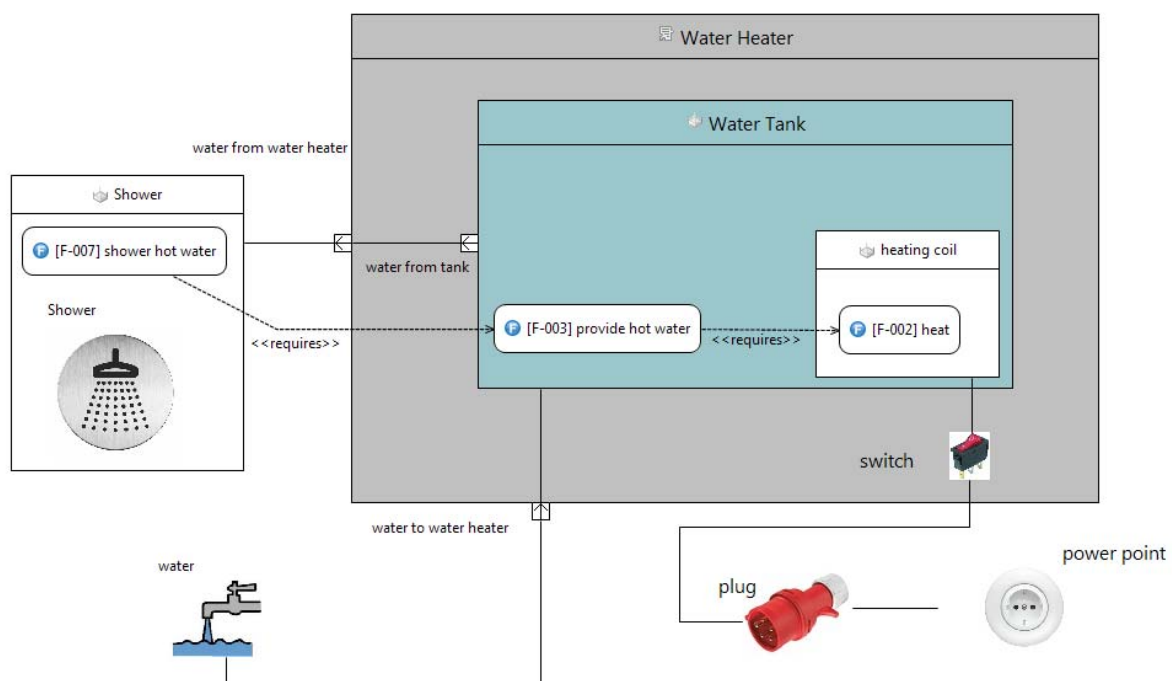 Water Heater
Water Tank
water from water heater
Shower
F [F-007] shower hot water
heating coil
water from tank
Shower
F [F-003] provide hot water
F [F-002] heat
<<requires>>
<<requires>>
switch
water to water heater
power point
water
plug